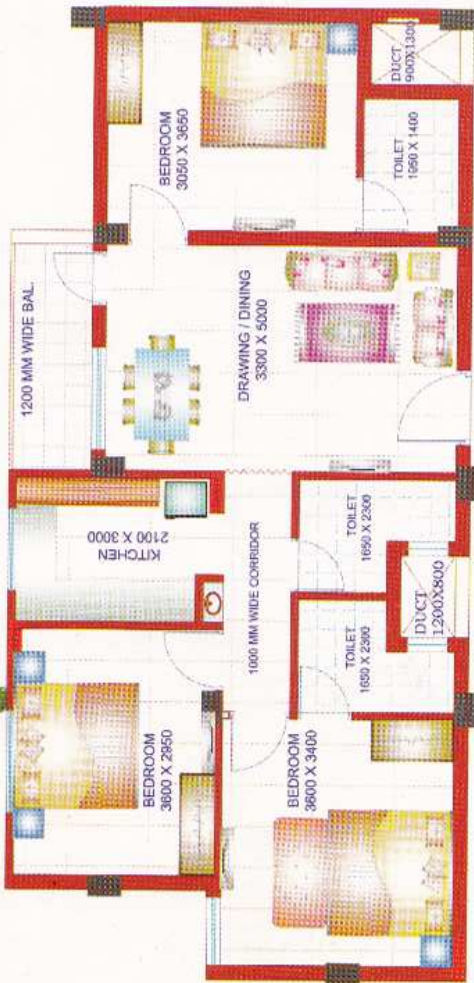 DUCT
900X1300
BEDROOM
3050 X 3650
TOILET
1950 X 1400
1200 MM WIDE BAL.
DRAWING / DINING
3300 X 5000
KITCHEN
2100 X 3000
1000 MM WIDE CORRIDOR
TOILET
1650 X 2300
DUCT
1200X800
TOILET
1650 X 2300
BEDROOM
3600 X 2950
BEDROOM
3600 X 3400